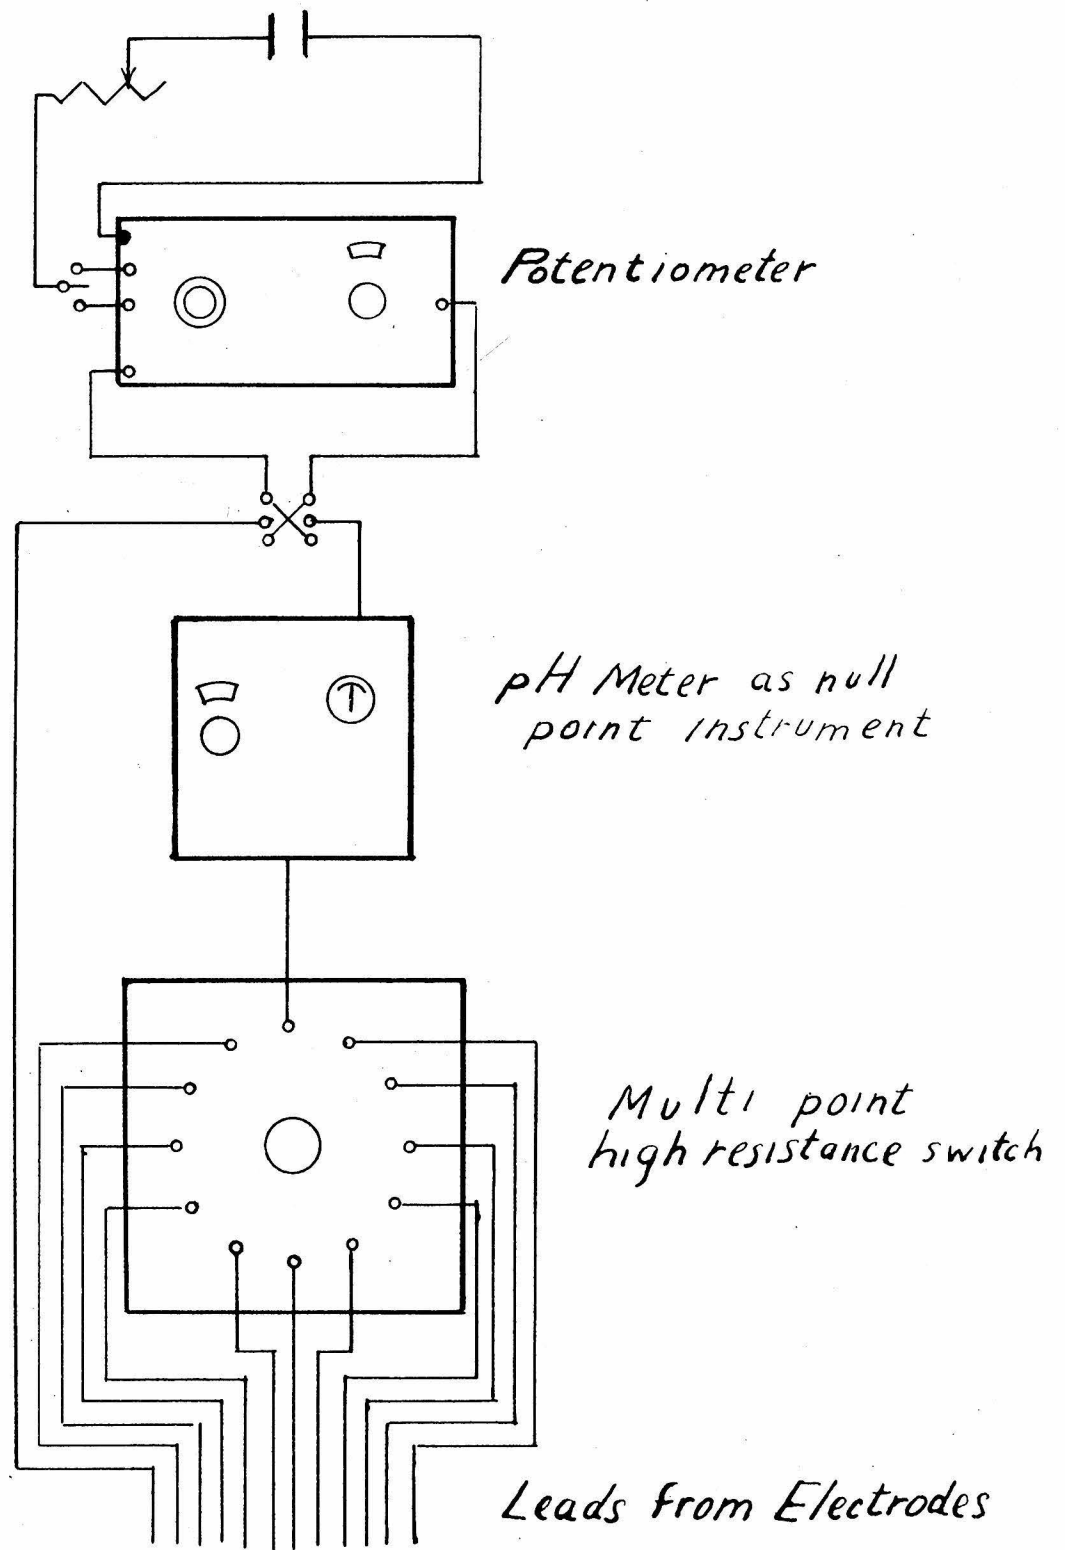 Potentiometer
pH Meter as null
point instrument
Multi point
high resistance switch
Leads from Electrodes